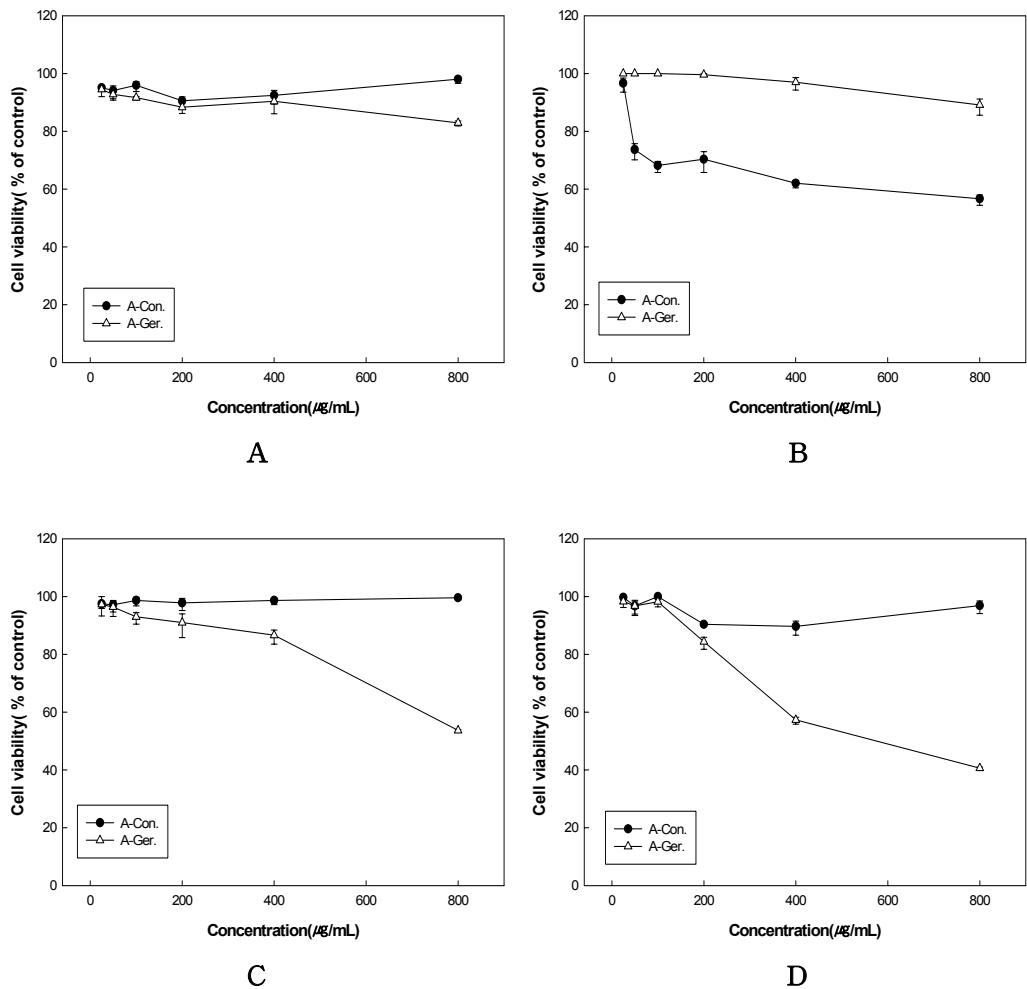 120
100
80
60
40
20
0
Cell viability( % of control)
A-Con.
A-Ger.
0 200 400 600 800
Concentration(㎍/mL)
A
120
100
80
60
40
20
0
Cell viability( % of control)
A-Con.
A-Ger.
0 200 400 600 800
Concentration(㎍/mL)
B
120
100
80
60
40
20
0
Cell viability( % of control)
A-Con.
A-Ger.
0 200 400 600 800
Concentration(㎍/mL)
C
120
100
80
60
40
20
0
Cell viability( % of control)
A-Con.
A-Ger.
0 200 400 600 800
Concentration(㎍/mL)
D